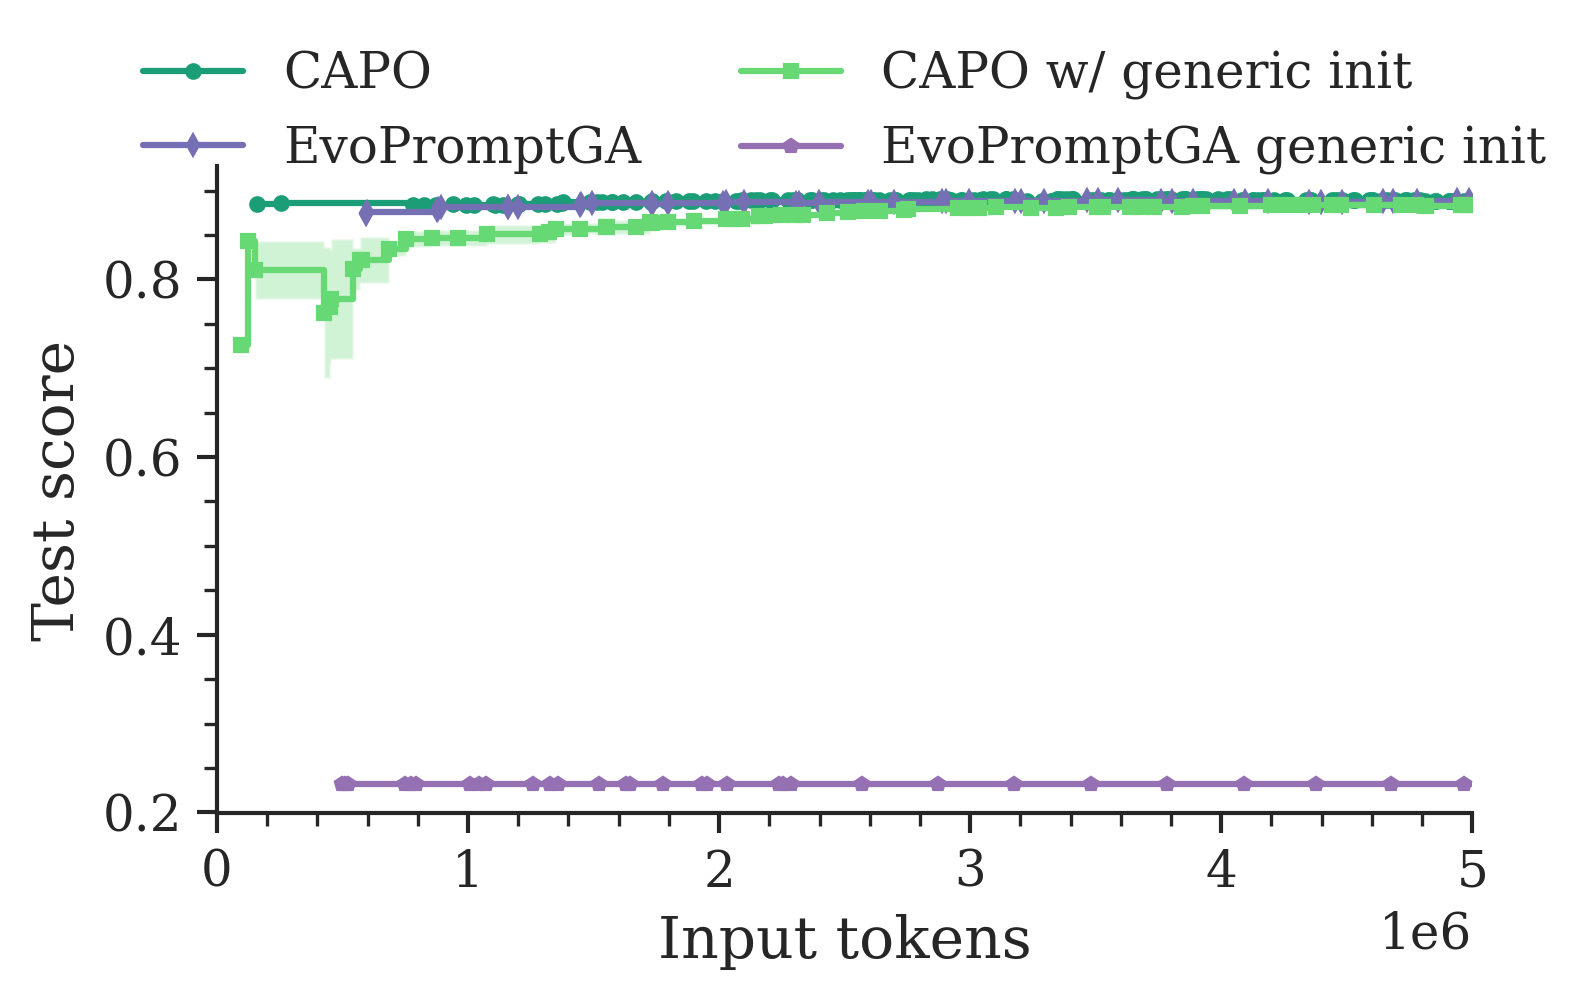 CAPO
CAPO w/ generic init
EvoPromptGA
EvoPromptGA generic init
Test score
0.8
0.6
0.4
0.2
0 1 2 3 4 5
Input tokens
1e6